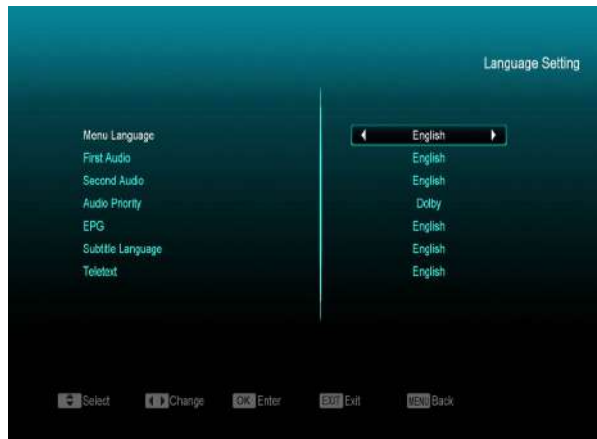 Language Setting
Menu Language English
First Audio English
Second Audio English
Audio Priority Dolby
EPG English
Subtitle Language English
Teletext English
Select Change OK Enter EXIT Exit MENU Back